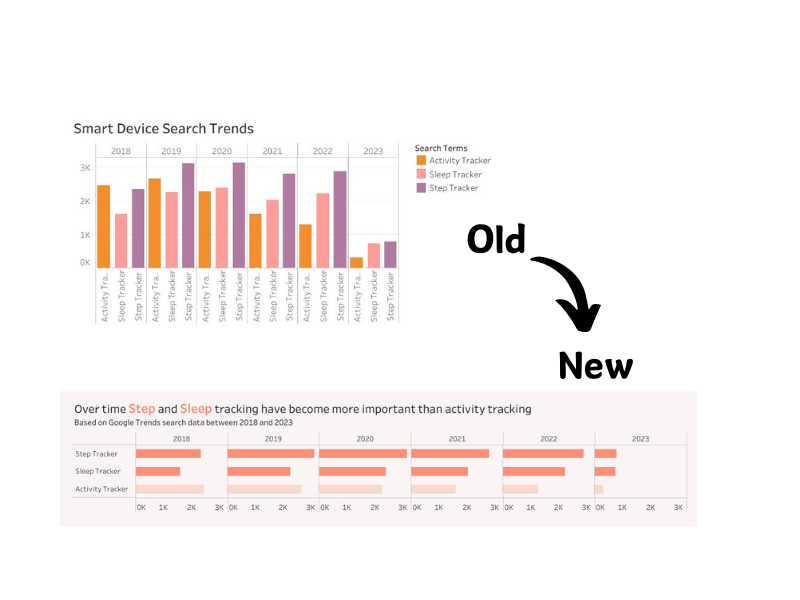 Smart Device Search Trends
2018 2019 2020 2021 2022 2023
3K
2K
1K
0K
Activity Tra.. Sleep Tracker Step Tracker Activity Tra.. Sleep Tracker Step Tracker Activity Tra.. Sleep Tracker Step Tracker Activity Tra.. Sleep Tracker Step Tracker Activity Tra.. Sleep Tracker Step Tracker Activity Tra.. Sleep Tracker Step Tracker
Search Terms
Activity Tracker
Sleep Tracker
Step Tracker
Old
New
Over time Step and Sleep tracking have become more important than activity tracking
Based on Google Trends search data between 2018 and 2023
2018 2019 2020 2021 2022 2023
Step Tracker
Sleep Tracker
Activity Tracker
0K 1K 2K 3K 0K 1K 2K 3K 0K 1K 2K 3K 0K 1K 2K 3K 0K 1K 2K 3K 0K 1K 2K 3K